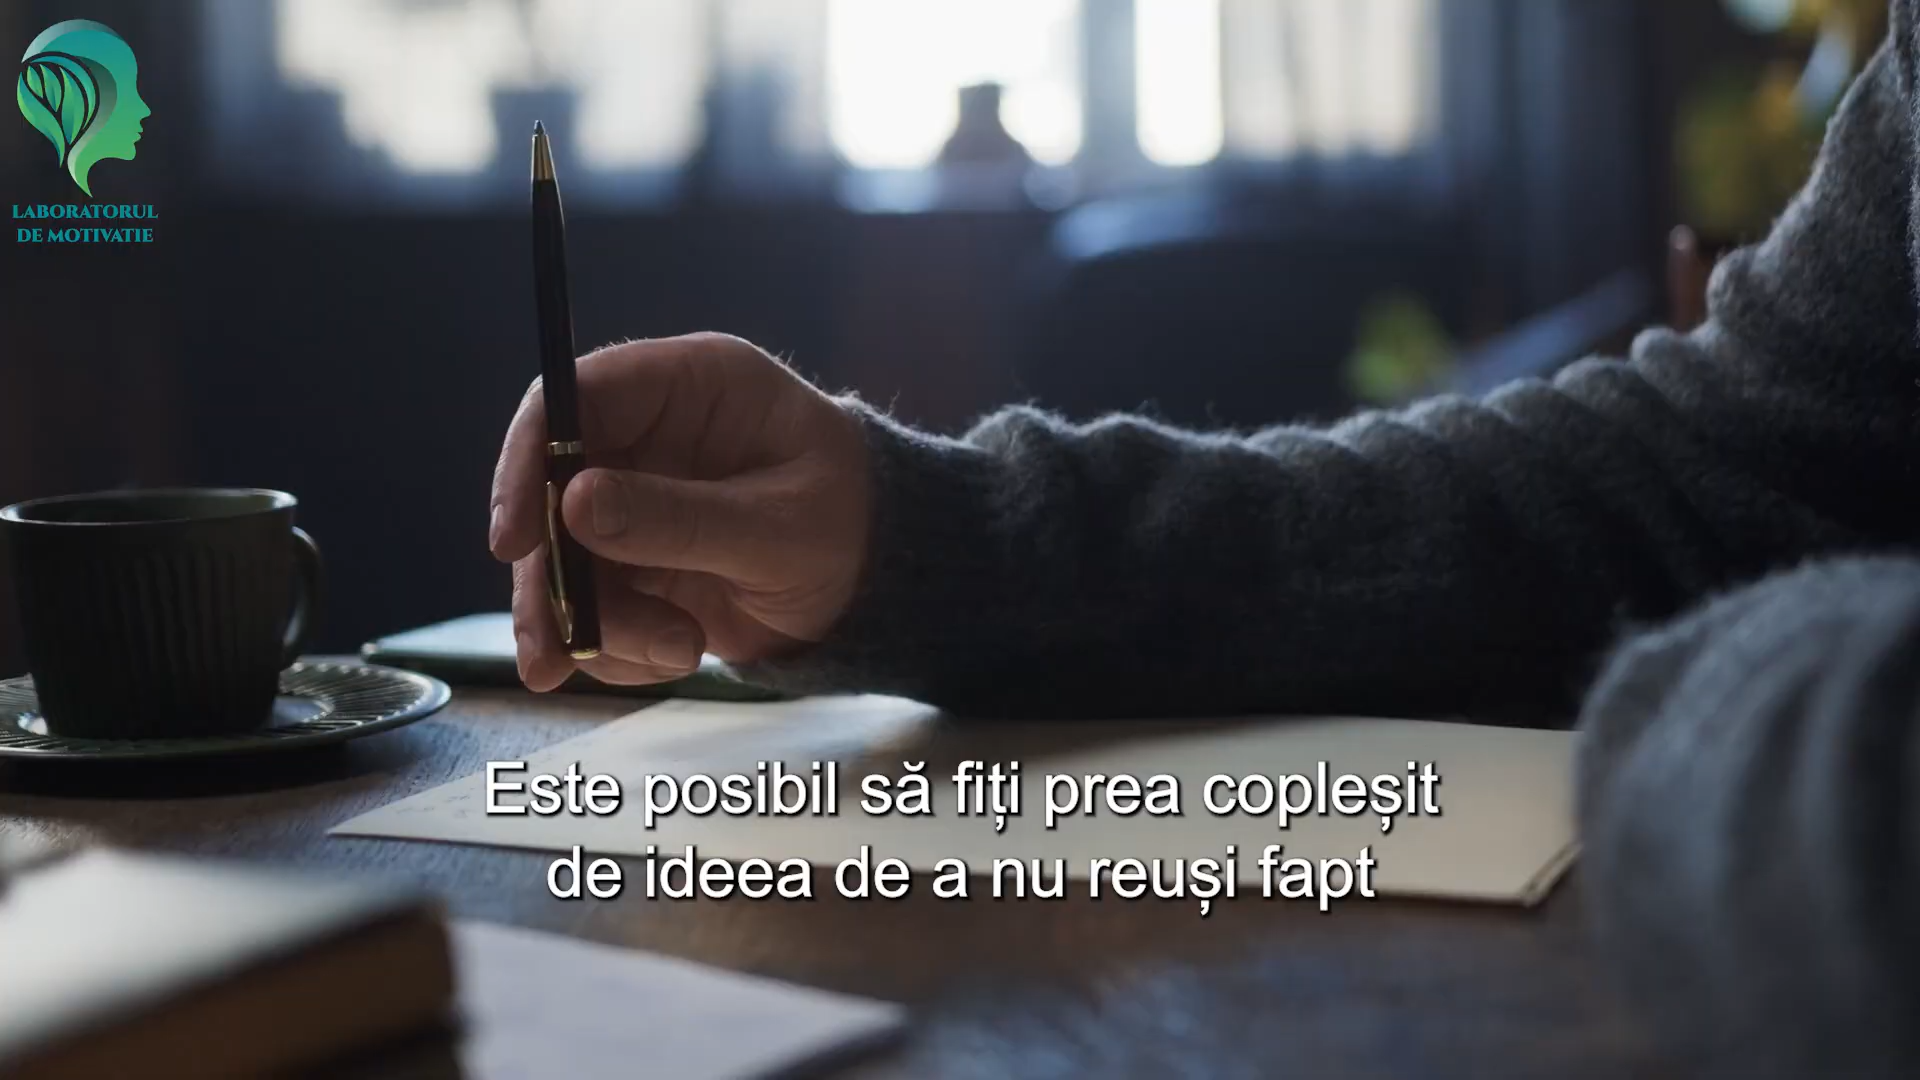 LABORATORUL
DE MOTIVATIE
Este posibil să fiți prea copleșit
de ideea de a nu reuși fapt